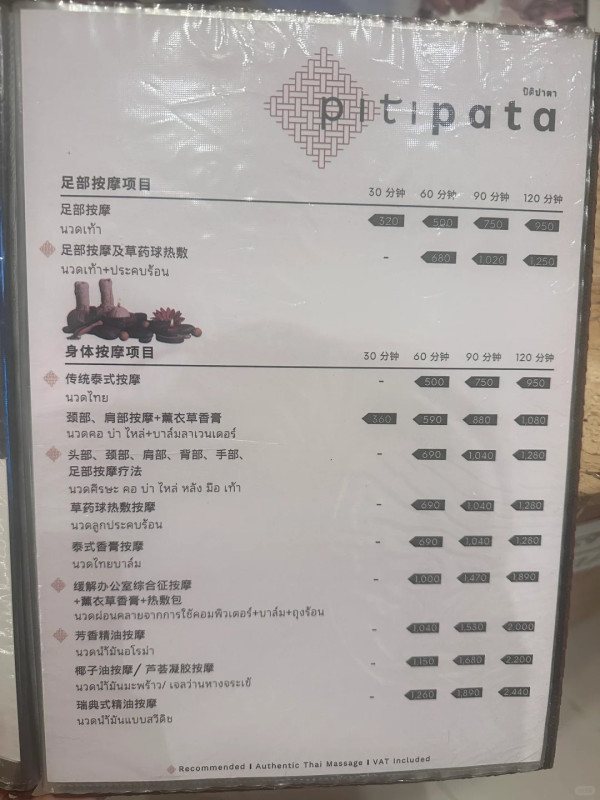 ปิติปาตา
pitipata
足部按摩项目 30 分钟 60 分钟 90 分钟 120 分钟
足部按摩 320 500 750 950
นวดเท้า
足部按摩及草药球热敷 - 680 1,020 1,250
นวดเท้า+ประคบร้อน
身体按摩项目 30 分钟 60 分钟 90 分钟 120 分钟
传统泰式按摩 - 500 750 950
นวดไทย
颈部、肩部按摩+薰衣草香膏 360 590 880 1,080
นวดคอ บ่า ไหล่+บาล์มลาเวนเดอร์
头部、颈部、肩部、背部、手部、 - 690 1,040 1,280
足部按摩疗法
นวดศีรษะ คอ บ่า ไหล่ หลัง มือ เท้า
草药球热敷按摩 - 690 1,040 1,280
นวดลูกประคบร้อน
泰式香膏按摩 - 690 1,040 1,280
นวดไทยบาล์ม
缓解办公室综合征按摩 - 1,000 1,470 1,890
+薰衣草香膏+热敷包
นวดผ่อนคลายจากการใช้คอมพิวเตอร์+บาล์ม+ถุงร้อน
芳香精油按摩 - 1,040 1,530 2,000
นวดน้ำมันอโรม่า
椰子油按摩/ 芦荟凝胶按摩 - 1,150 1,680 2,200
นวดน้ำมันมะพร้าว/ เจลว่านหางจระเข้
瑞典式精油按摩 - 1,260 1,890 2,440
นวดน้ำมันแบบสวีดิช
Recommended I Authentic Thai Massage I VAT Included